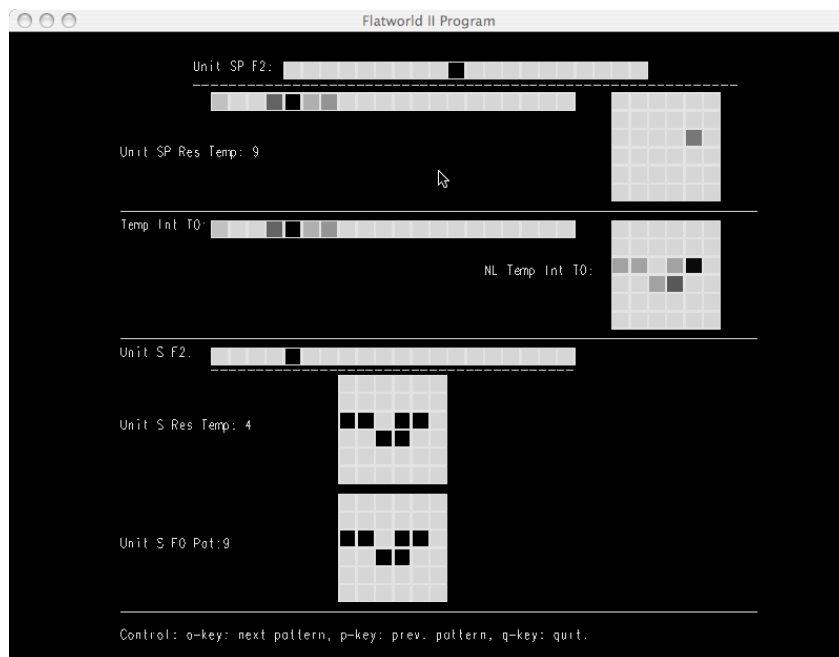 Flatworld II Program
Unit SP F2:
Unit SP Res Temp: 9
Temp Int T0:
NL Temp Int T0:
Unit S F2.
Unit S Res Temp: 4
Unit S F0 Pat:9
Control: o-key: next pattern, p-key: prev. pattern, q-key: quit.